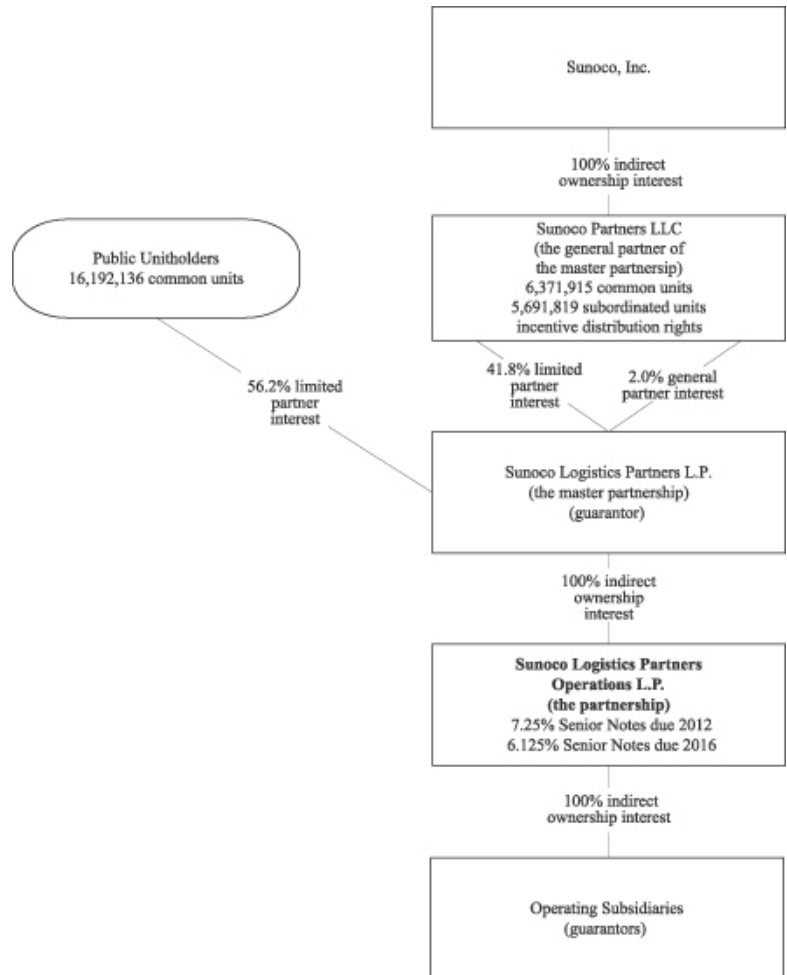 Sunoco, Inc.
100% indirect
ownership interest
Public Unitholders
16,192,136 common units
Sunoco Partners LLC
(the general partner of
the master partnersip)
6,371,915 common units
5,691,819 subordinated units
incentive distribution rights
56.2% limited
partner
interest
41.8% limited
partner
interest
2.0% general
partner interest
Sunoco Logistics Partners L.P.
(the master partnership)
(guarantor)
100% indirect
ownership
interest
Sunoco Logistics Partners
Operations L.P.
(the partnership)
7.25% Senior Notes due 2012
6.125% Senior Notes due 2016
100% indirect
ownership interest
Operating Subsidiaries
(guarantors)